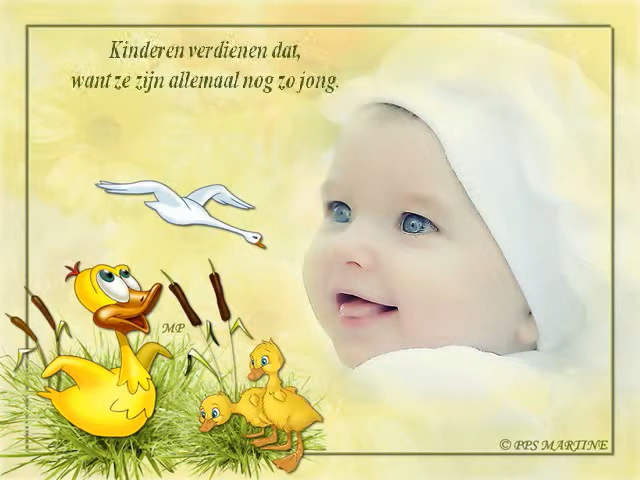 Kinderen verdienen dat,
want ze zijn allemaal nog zo jong.
MP
© PPS MARTINE